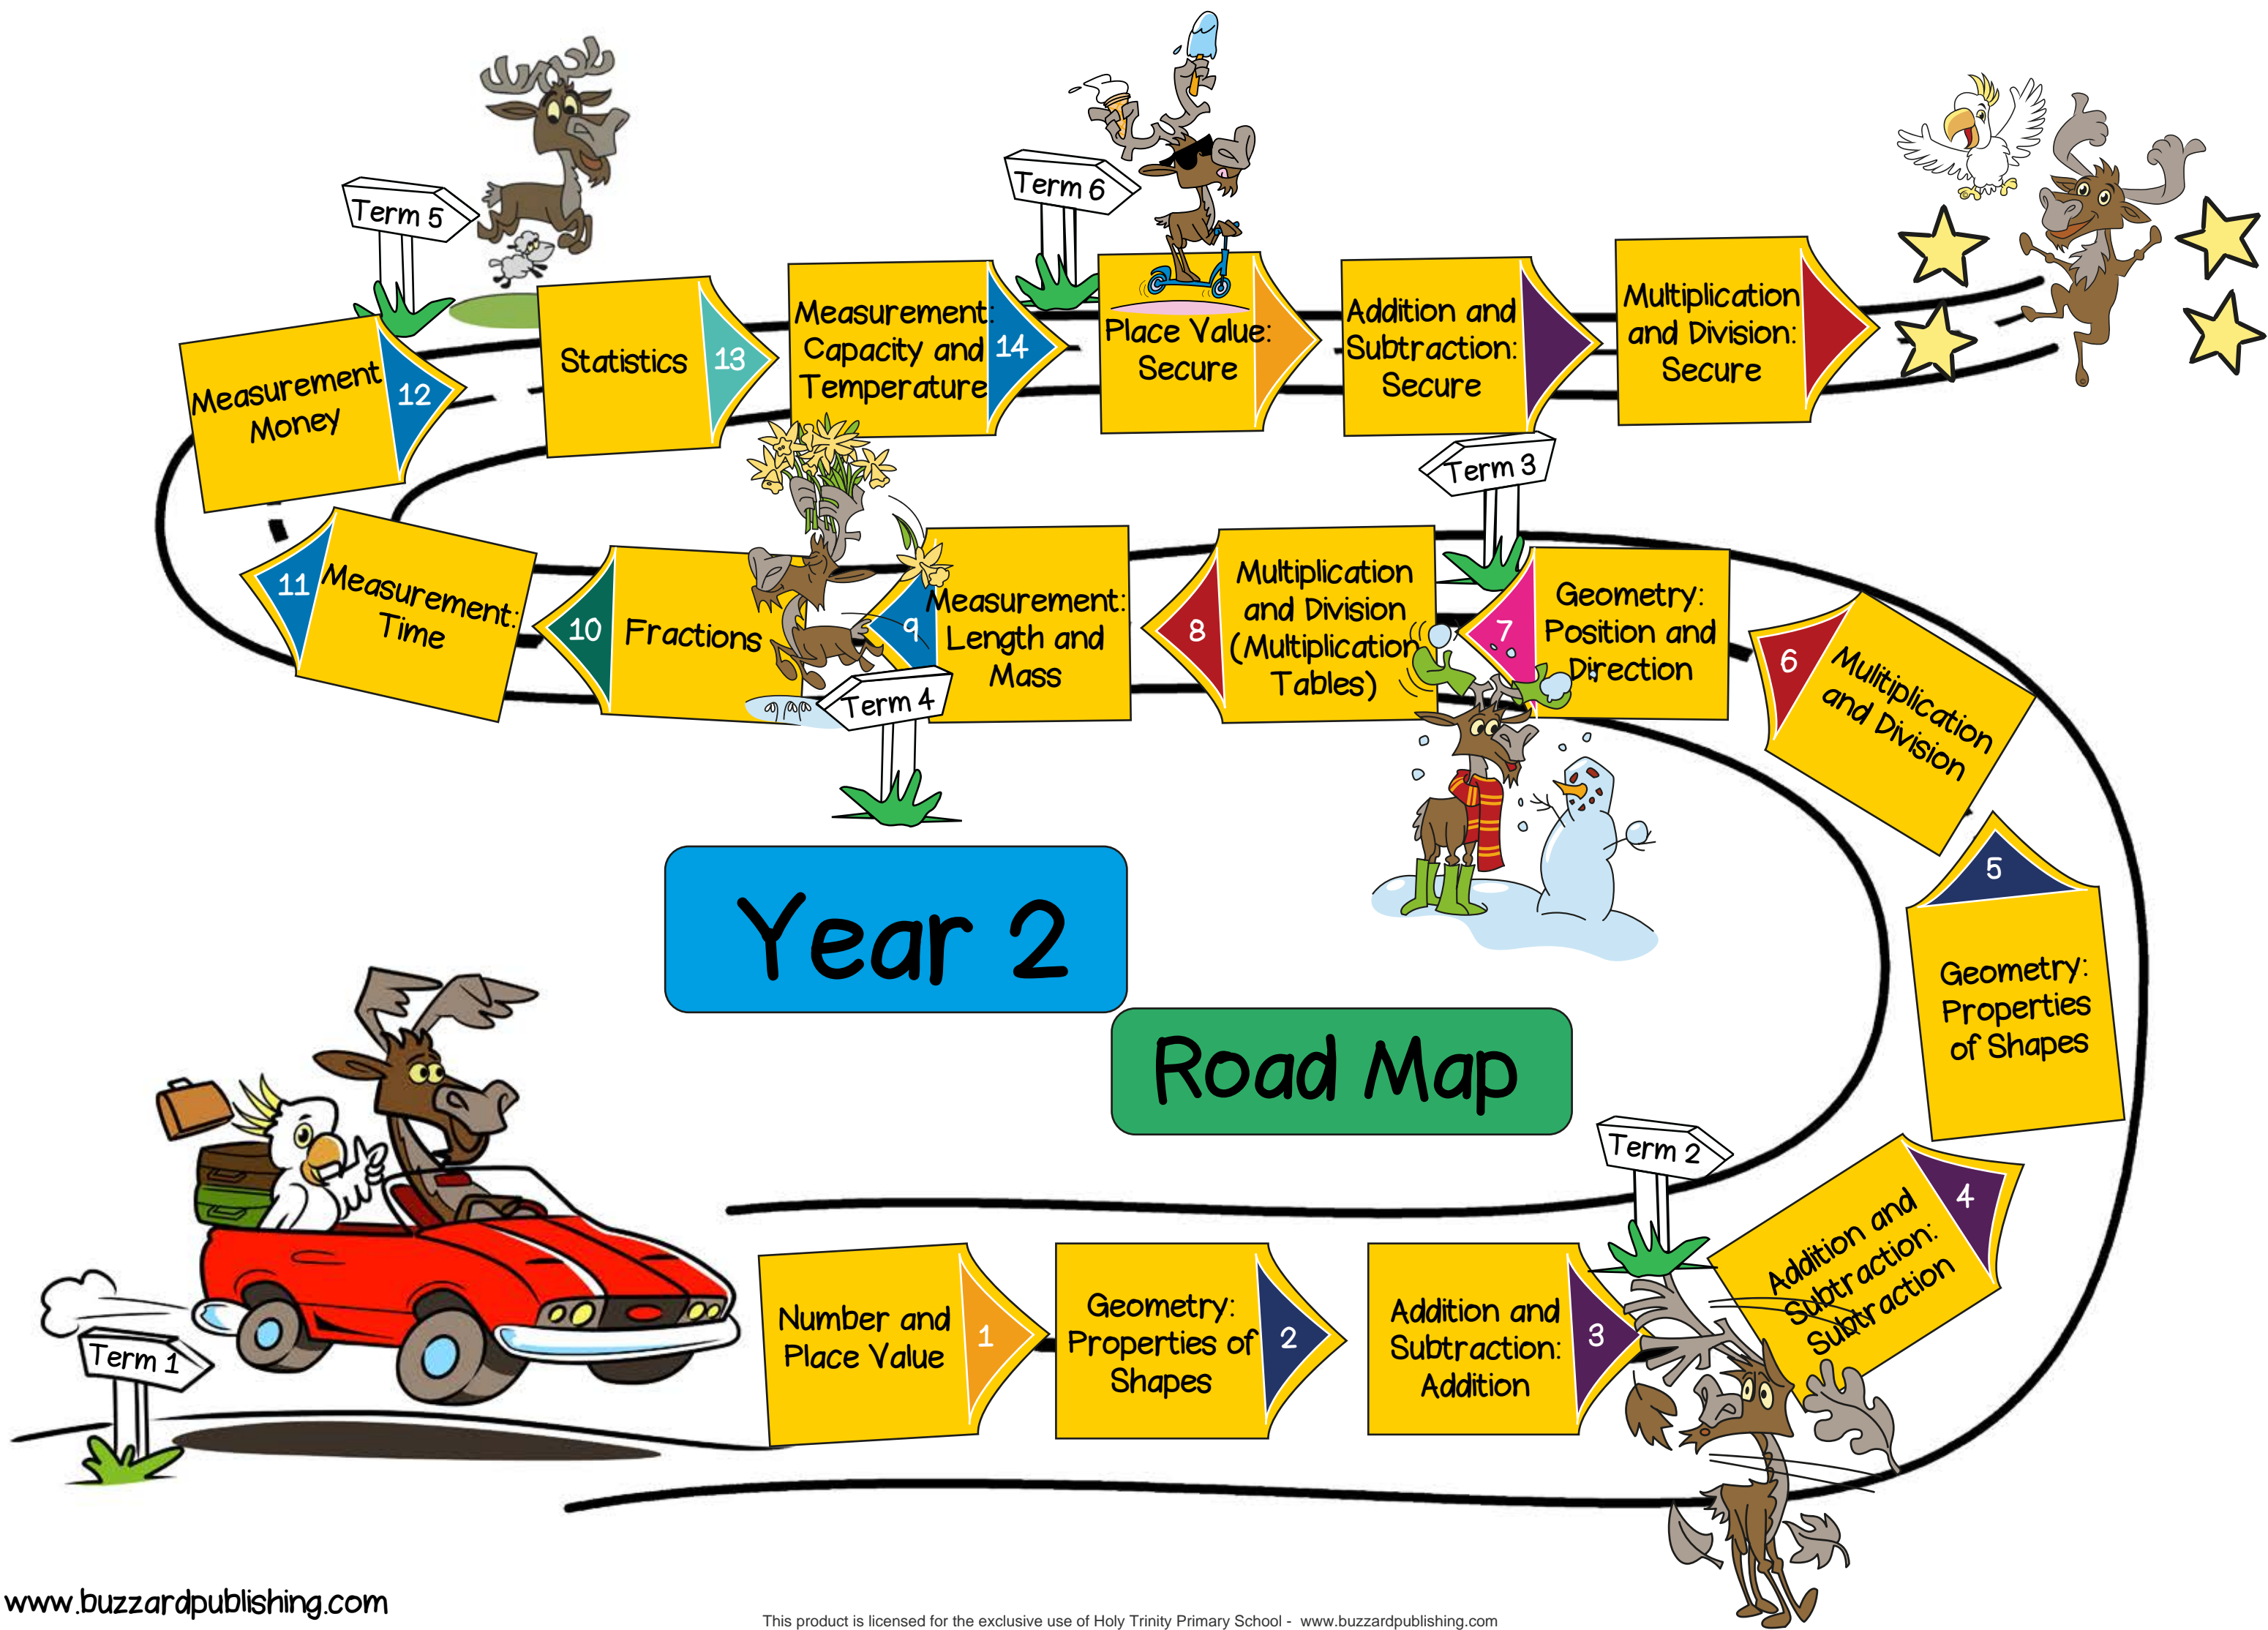 Term 1
Number and
Place Value
1
Geometry:
Properties of
Shapes
2
Addition and
Subtraction:
Addition
3
Term 2
Addition and
Subtraction:
Subtraction
4
Geometry:
Properties
of Shapes
5
Mulitiplication
and Division
6
Geometry:
Position and
Direction
7
Term 3
Multiplication
and Division
(Multiplication
Tables)
8
Measurement:
Length and
Mass
9
Term 4
Fractions
10
Measurement:
Time
11
Measurement
Money
12
Term 5
Statistics
13
Measurement:
Capacity and
Temperature
14
Term 6
Place Value:
Secure
Addition and
Subtraction:
Secure
Multiplication
and Division:
Secure
Year 2
Road Map
www.buzzardpublishing.com
This product is licensed for the exclusive use of Holy Trinity Primary School - www.buzzardpublishing.com